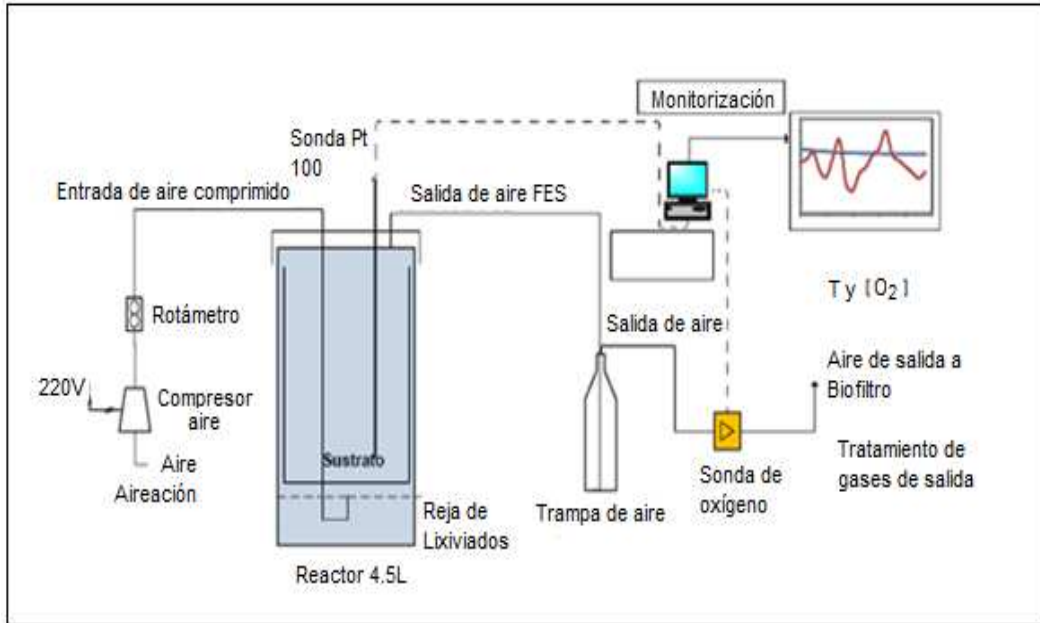 Monitorización
Sonda Pt
100
Entrada de aire comprimido
Salida de aire FES
T y [O2]
Rotámetro
Salida de aire
Aire de salida a
Biofiltro
220V
Compresor
aire
Sustrato
Aire
Aireación
Sonda de
oxígeno
Tratamiento de
gases de salida
Reja de
Lixiviados
Trampa de aire
Reactor 4.5L